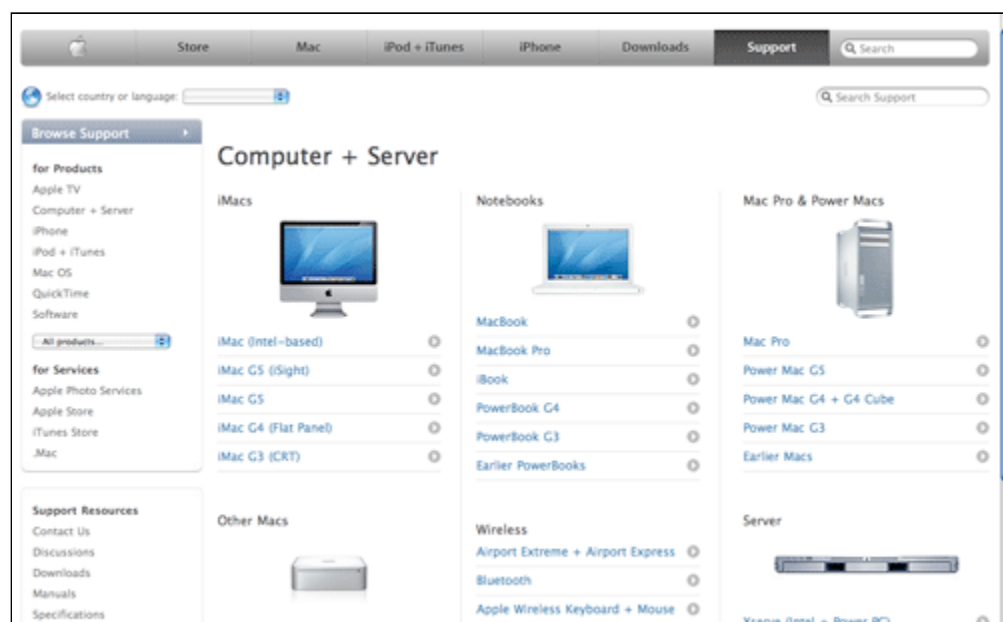 Store Mac iPod + iTunes iPhone Downloads Support Search
Select country or language: Search Support
Browse Support
for Products
Apple TV
Computer + Server
iPhone
iPod + iTunes
Mac OS
QuickTime
Software
All products...
for Services
Apple Photo Services
Apple Store
iTunes Store
.Mac
Support Resources
Contact Us
Discussions
Downloads
Manuals
Specifications
Computer + Server
iMacs
iMac (Intel-based)
iMac G5 (iSight)
iMac G5
iMac G4 (Flat Panel)
iMac G3 (CRT)
Other Macs
Notebooks
MacBook
MacBook Pro
iBook
PowerBook G4
PowerBook G3
Earlier PowerBooks
Wireless
Airport Extreme + Airport Express
Bluetooth
Apple Wireless Keyboard + Mouse
Mac Pro & Power Macs
Mac Pro
Power Mac G5
Power Mac G4 + G4 Cube
Power Mac G3
Earlier Macs
Server
Xserve (Intel + Power PC)